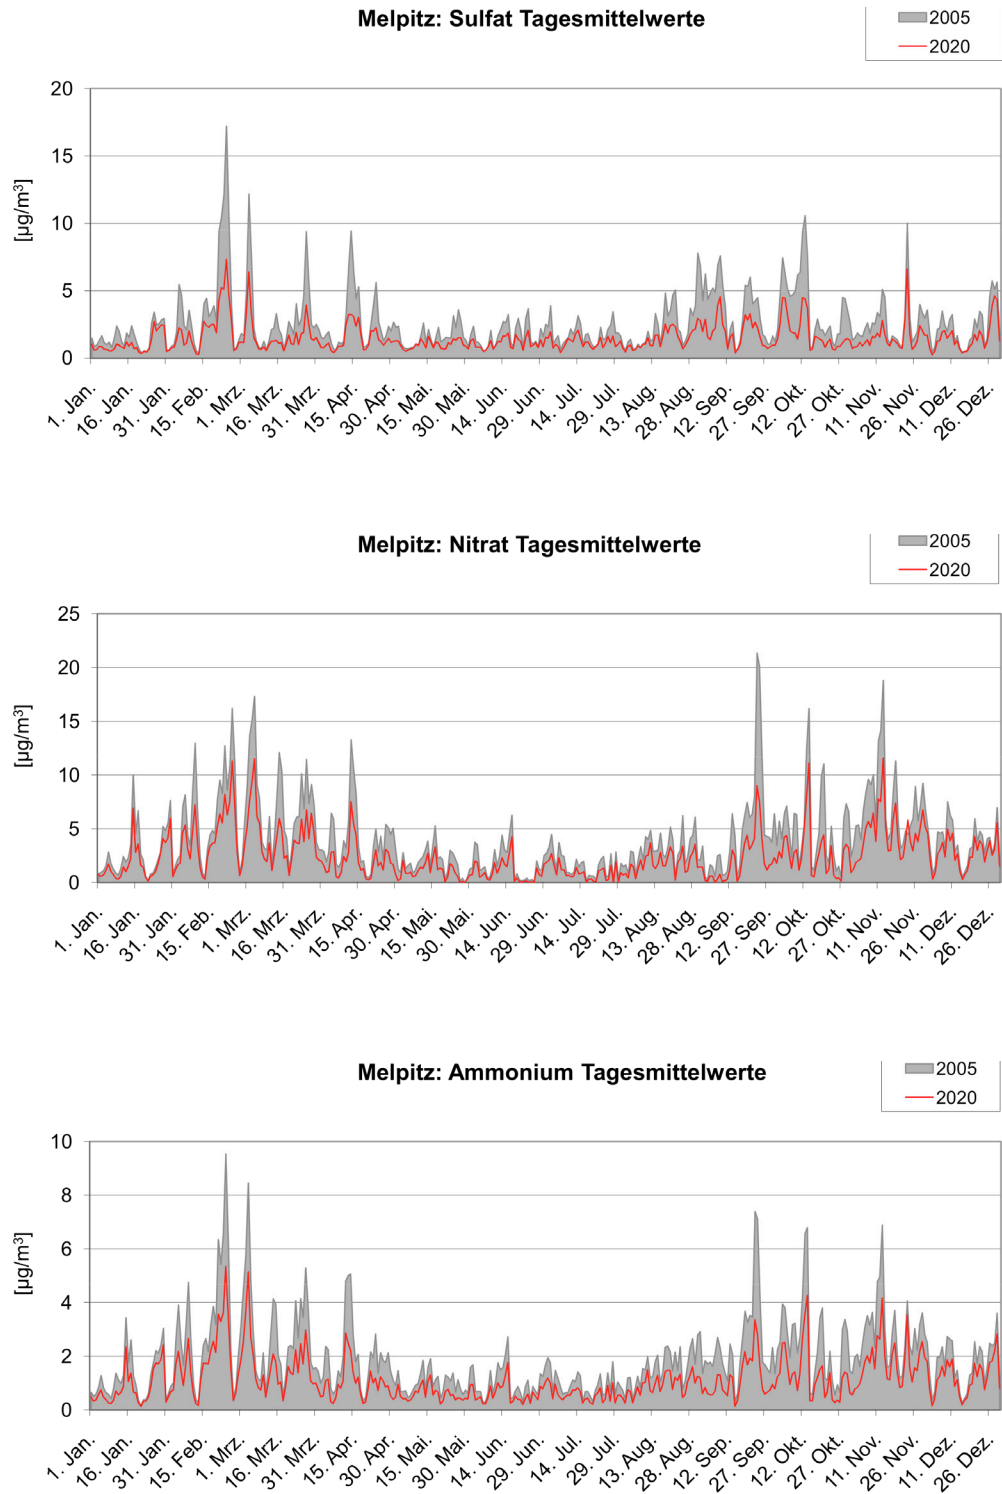 Melpitz: Sulfat Tagesmittelwerte
2005
2020
[µg/m³]
20
15
10
5
0
1. Jan.
16. Jan.
31. Jan.
15. Feb.
1. Mrz.
16. Mrz.
31. Mrz.
15. Apr.
30. Apr.
15. Mai.
30. Mai.
14. Jun.
29. Jun.
14. Jul.
29. Jul.
13. Aug.
28. Aug.
12. Sep.
27. Sep.
12. Okt.
27. Okt.
11. Nov.
26. Nov.
11. Dez.
26. Dez.
Melpitz: Nitrat Tagesmittelwerte
2005
2020
[µg/m³]
25
20
15
10
5
0
1. Jan.
16. Jan.
31. Jan.
15. Feb.
1. Mrz.
16. Mrz.
31. Mrz.
15. Apr.
30. Apr.
15. Mai.
30. Mai.
14. Jun.
29. Jun.
14. Jul.
29. Jul.
13. Aug.
28. Aug.
12. Sep.
27. Sep.
12. Okt.
27. Okt.
11. Nov.
26. Nov.
11. Dez.
26. Dez.
Melpitz: Ammonium Tagesmittelwerte
2005
2020
[µg/m³]
10
8
6
4
2
0
1. Jan.
16. Jan.
31. Jan.
15. Feb.
1. Mrz.
16. Mrz.
31. Mrz.
15. Apr.
30. Apr.
15. Mai.
30. Mai.
14. Jun.
29. Jun.
14. Jul.
29. Jul.
13. Aug.
28. Aug.
12. Sep.
27. Sep.
12. Okt.
27. Okt.
11. Nov.
26. Nov.
11. Dez.
26. Dez.